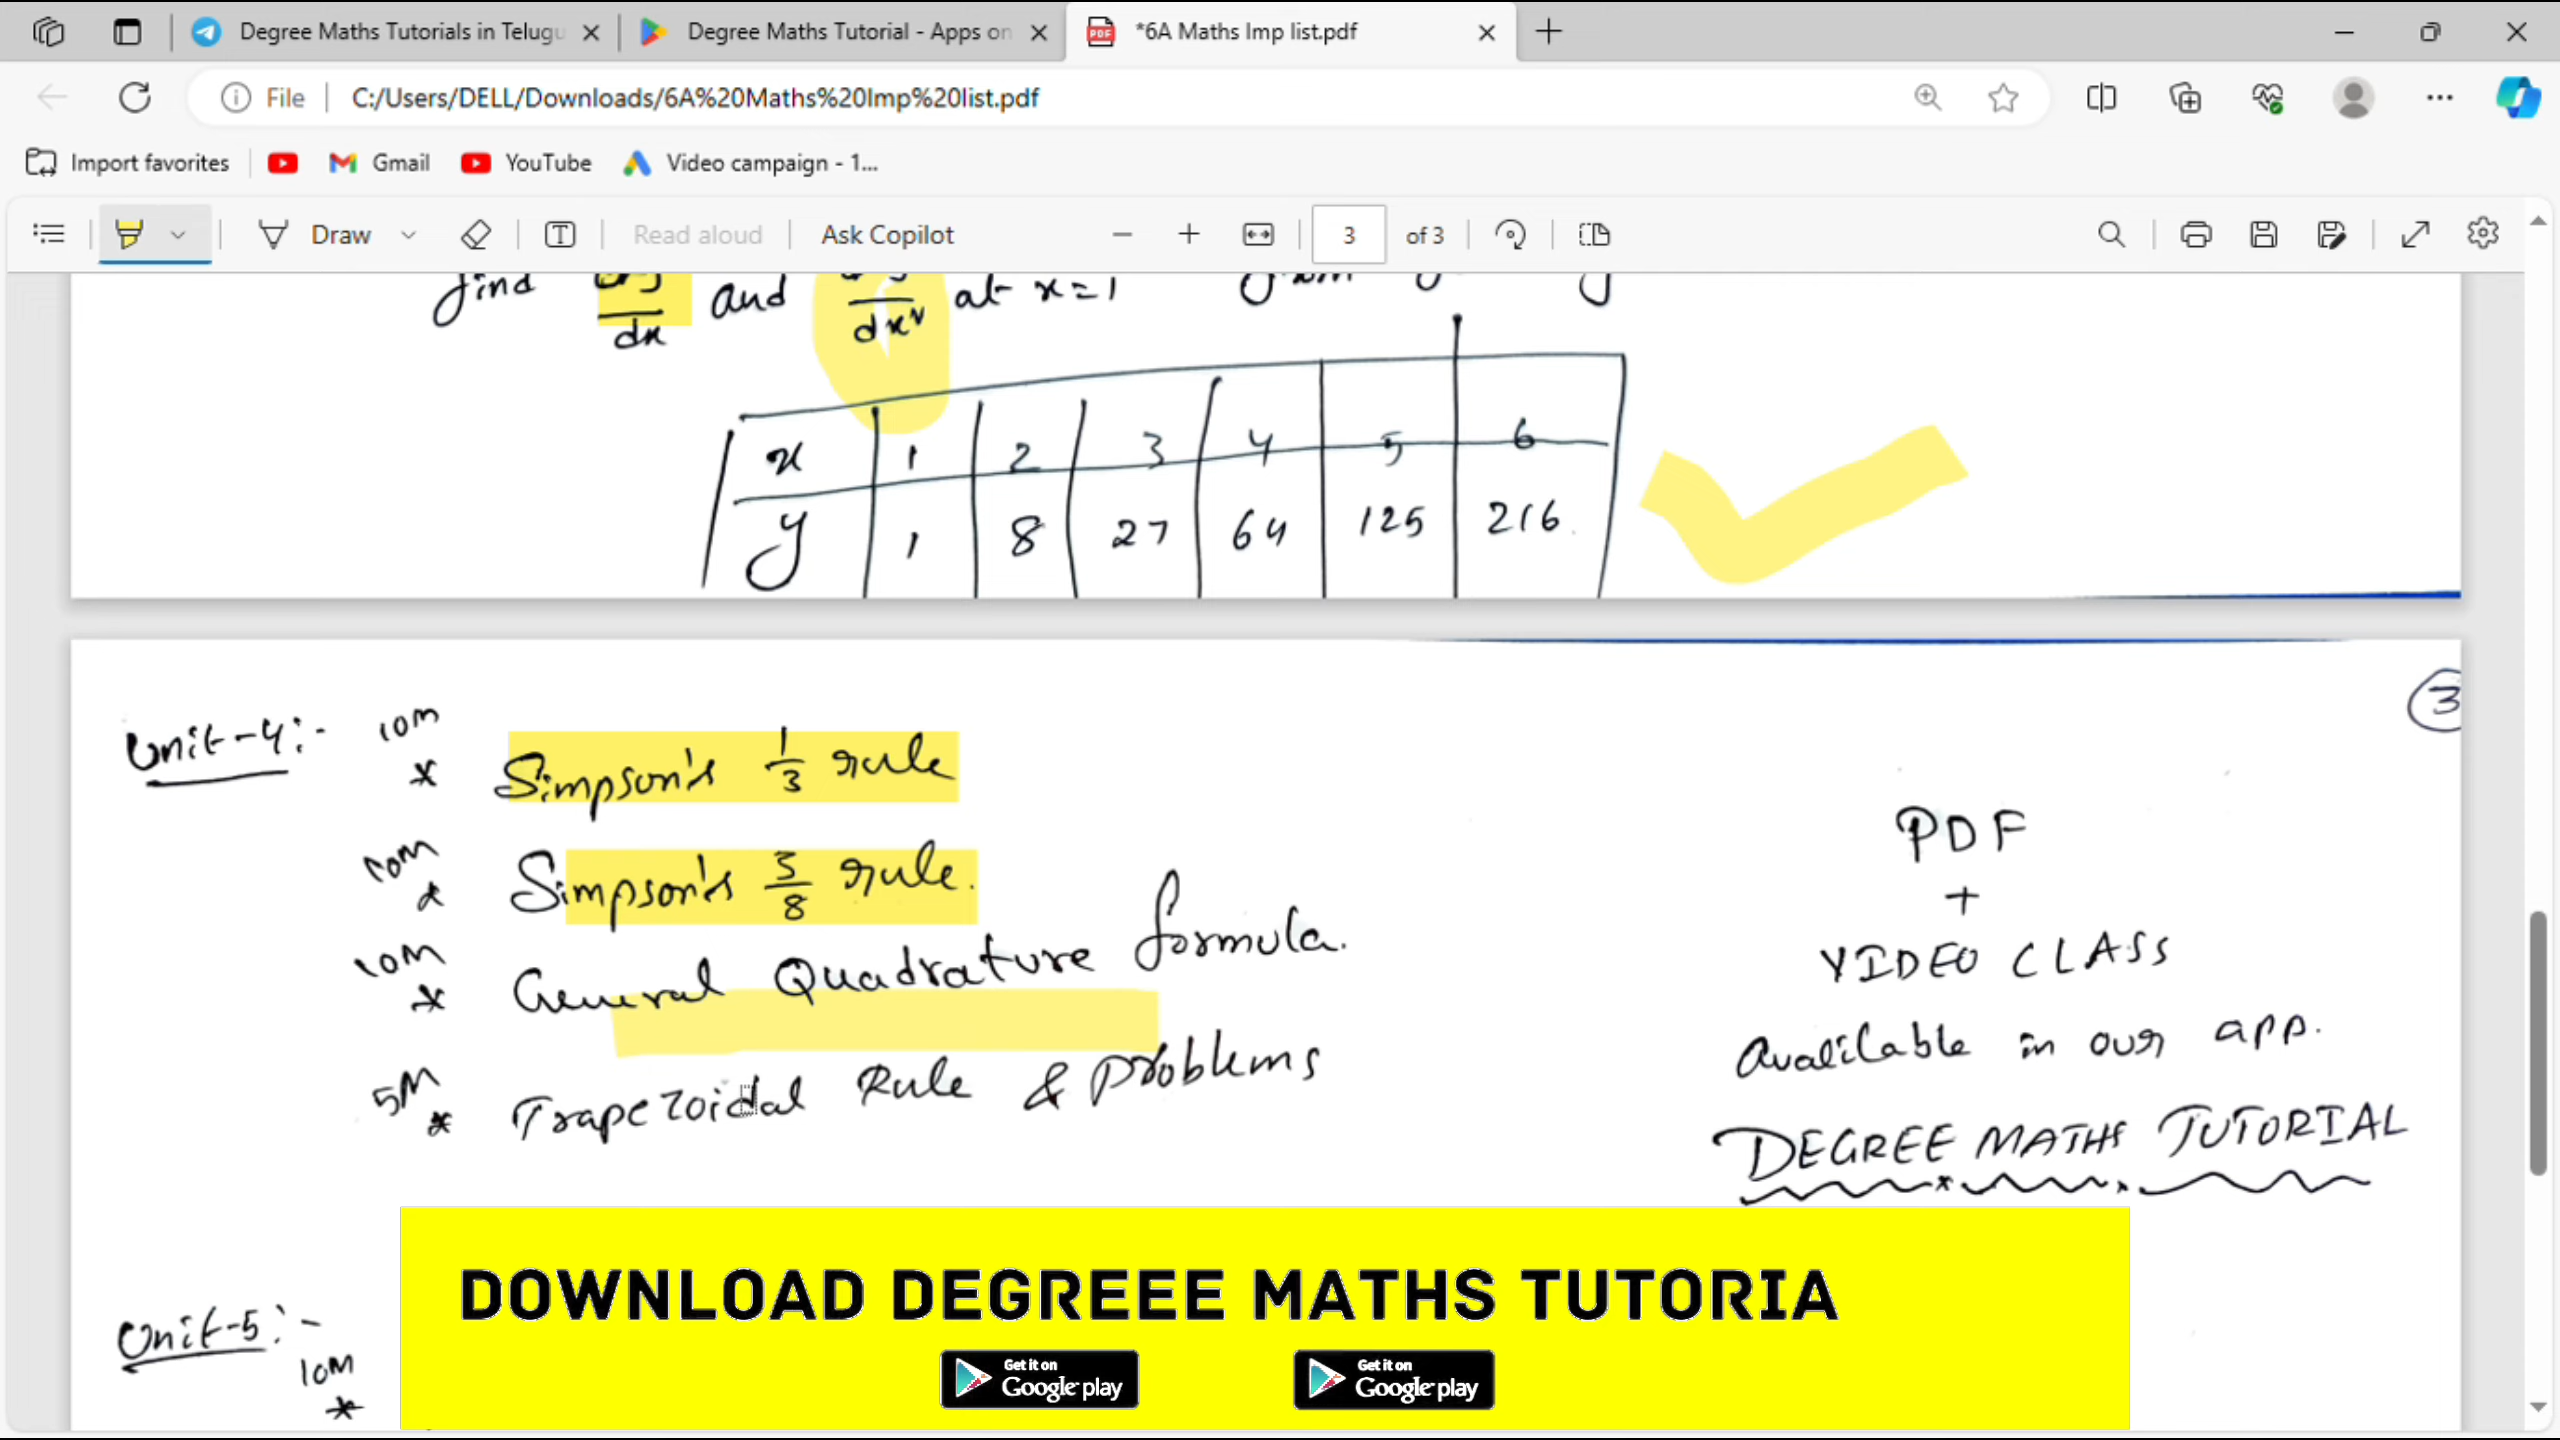 Degree Maths Tutorials in Telugu
Degree Maths Tutorial - Apps on
*6A Maths Imp list.pdf
File
C:/Users/DELL/Downloads/6A%20Maths%20Imp%20list.pdf
Import favorites
Gmail
YouTube
Video campaign - 1...
Draw
Read aloud
Ask Copilot
3
of 3
find dy/dx and at x=1
x 1 2 3 4 5 6
y 1 8 27 64 125 216
3
Unit-4:-
10M * Simpson's 1/3 rule
10M * Simpson's 3/8 rule.
10M * General Quadrature formula.
5M * Trapezoidal Rule & Problems
PDF
+
VIDEO CLASS
Available in our app.
DEGREE MATHS TUTORIAL
DOWNLOAD DEGREEE MATHS TUTORIA
Get it on
Google play
Get it on
Google play
Unit-5:-
10M
*